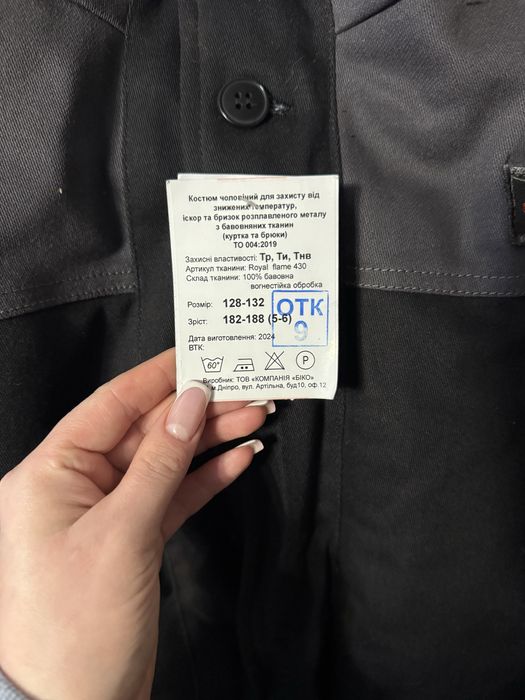 Костюм чоловічий для захисту від
знижених температур,
іскор та бризок розплавленого металу
з бавовняних тканин
(куртка та брюки)
ТО 004:2019
Захисні властивості: Тр, Ти, Тнв
Артикул тканини: Royal flame 430
Склад тканини: 100% бавовна
вогнестійка обробка
Розмір: 128-132
Зріст: 182-188 (5-6)
ОТК
9
Дата виготовлення: 2024
ВТК:
60°
P
Виробник: ТОВ «КОМПАНІЯ «БІКО»
м.Дніпро, вул. Артільна, буд10, оф.12